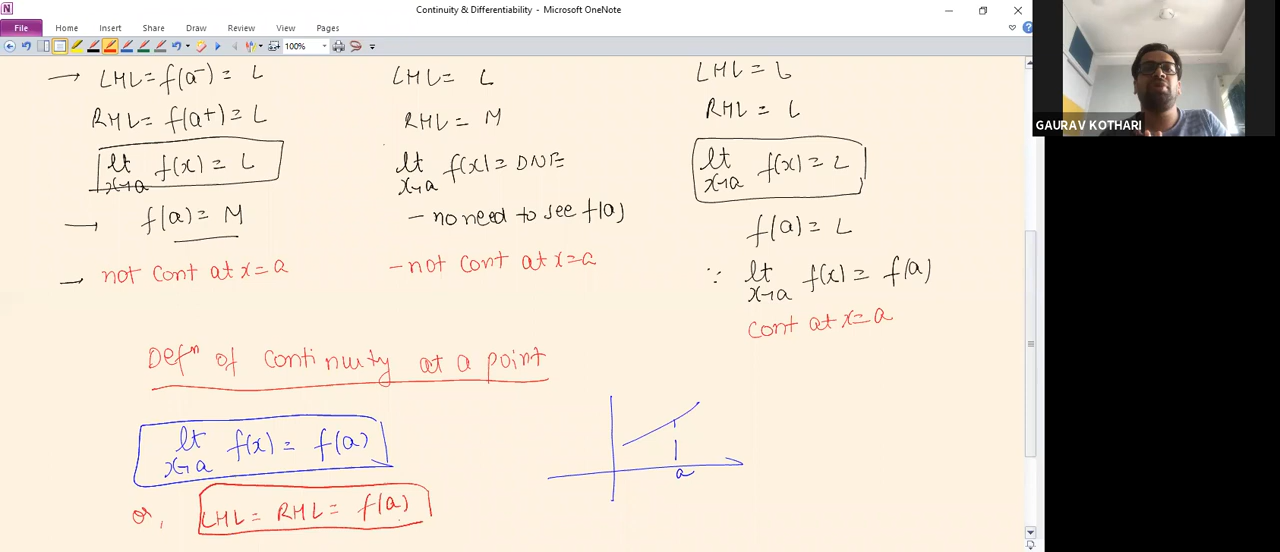 Continuity & Differentiability - Microsoft OneNote
File Home Insert Share Draw Review View Pages
100%
GAURAV KOTHARI
→ LHL = f(a⁻) = L
RHL = f(a+) = L
lt f(x) = L
x→a
→ f(a) = M
→ not cont at x=a
LHL = L
RHL = M
lt f(x) = DNE
x→a
- no need to see f(a)
- not cont at x=a
LHL = L
RHL = L
lt f(x) = L
x→a
f(a) = L
∵ lt f(x) = f(a)
x→a
cont at x=a
Defⁿ of continuity at a point
lt f(x) = f(a)
x→a
or, LHL = RHL = f(a)
a